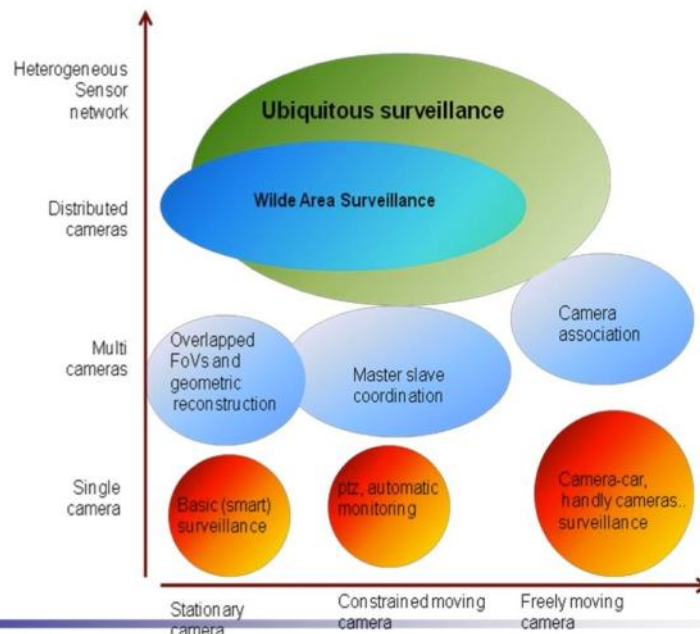 Heterogeneous
Sensor
network
Ubiquitous surveillance
Wilde Area Surveillance
Distributed
cameras
Camera
association
Overlapped
FoVs and
geometric
reconstruction
Multi
cameras
Master slave
coordination
Single
camera
Basic (smart)
surveillance
ptz, automatic
monitoring
Camera-car,
handly cameras..
surveillance
Stationary
camera
Constrained moving
camera
Freely moving
camera